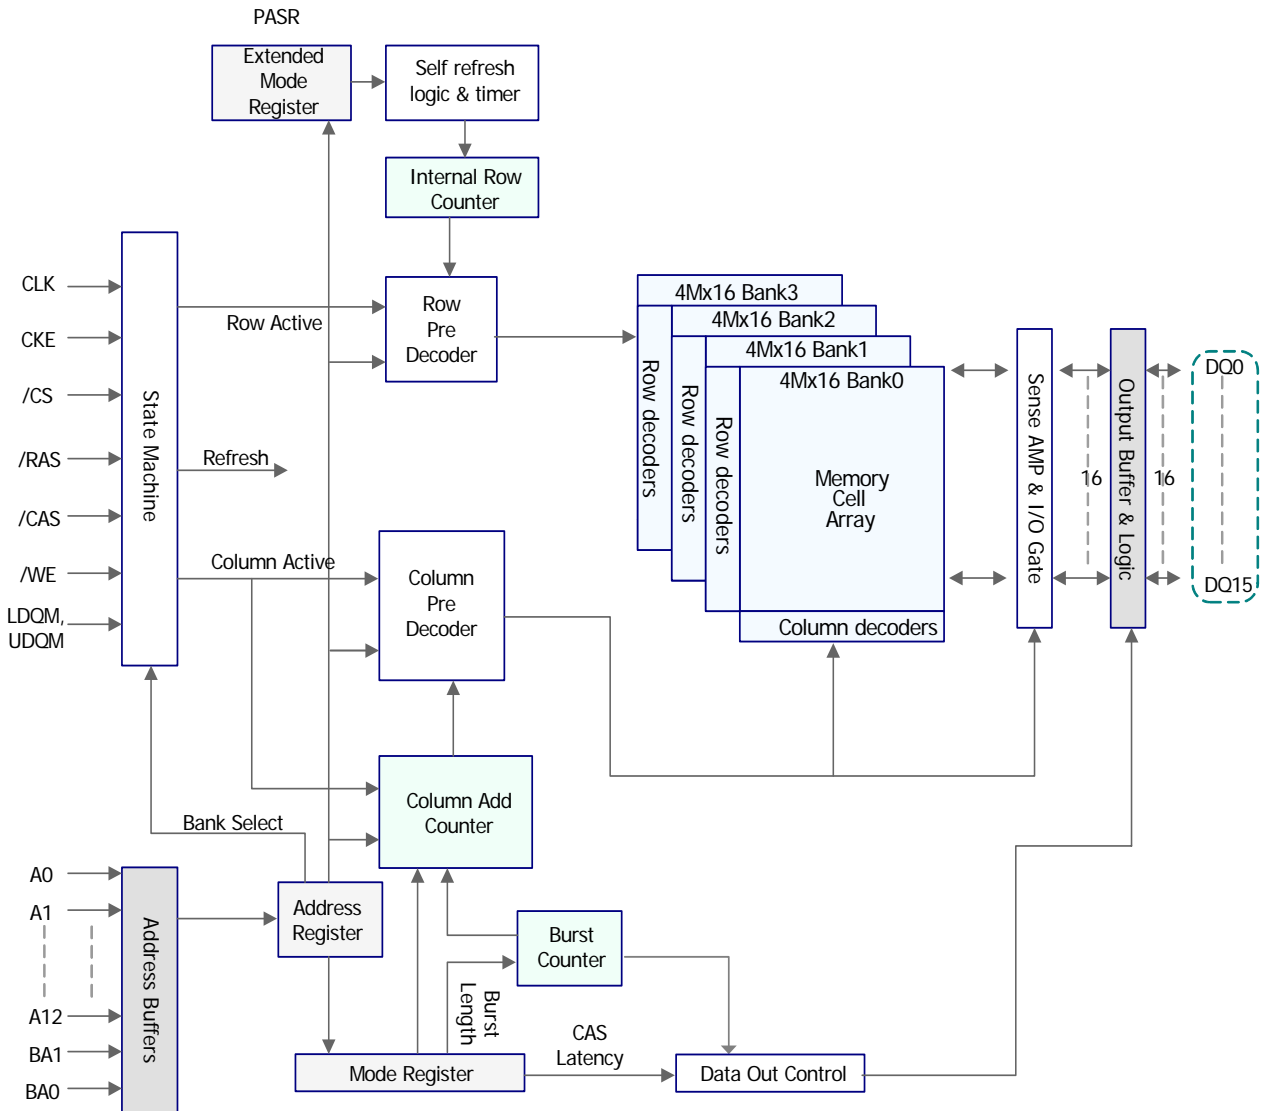 PASR
Extended
Mode
Register
Self refresh
logic & timer
Internal Row
Counter
CLK
CKE
/CS
/RAS
/CAS
/WE
LDQM,
UDQM
State Machine
Row Active
Refresh
Column Active
Row
Pre
Decoder
Column
Pre
Decoder
4Mx16 Bank3
4Mx16 Bank2
4Mx16 Bank1
4Mx16 Bank0
Row decoders
Row decoders
Row decoders
Memory
Cell
Array
Column decoders
Sense AMP & I/O Gate
16
Output Buffer & Logic
16
DQ0
DQ15
Column Add
Counter
Bank Select
A0
A1
A12
BA1
BA0
Address Buffers
Address
Register
Burst
Counter
Burst
Length
CAS
Latency
Mode Register
Data Out Control